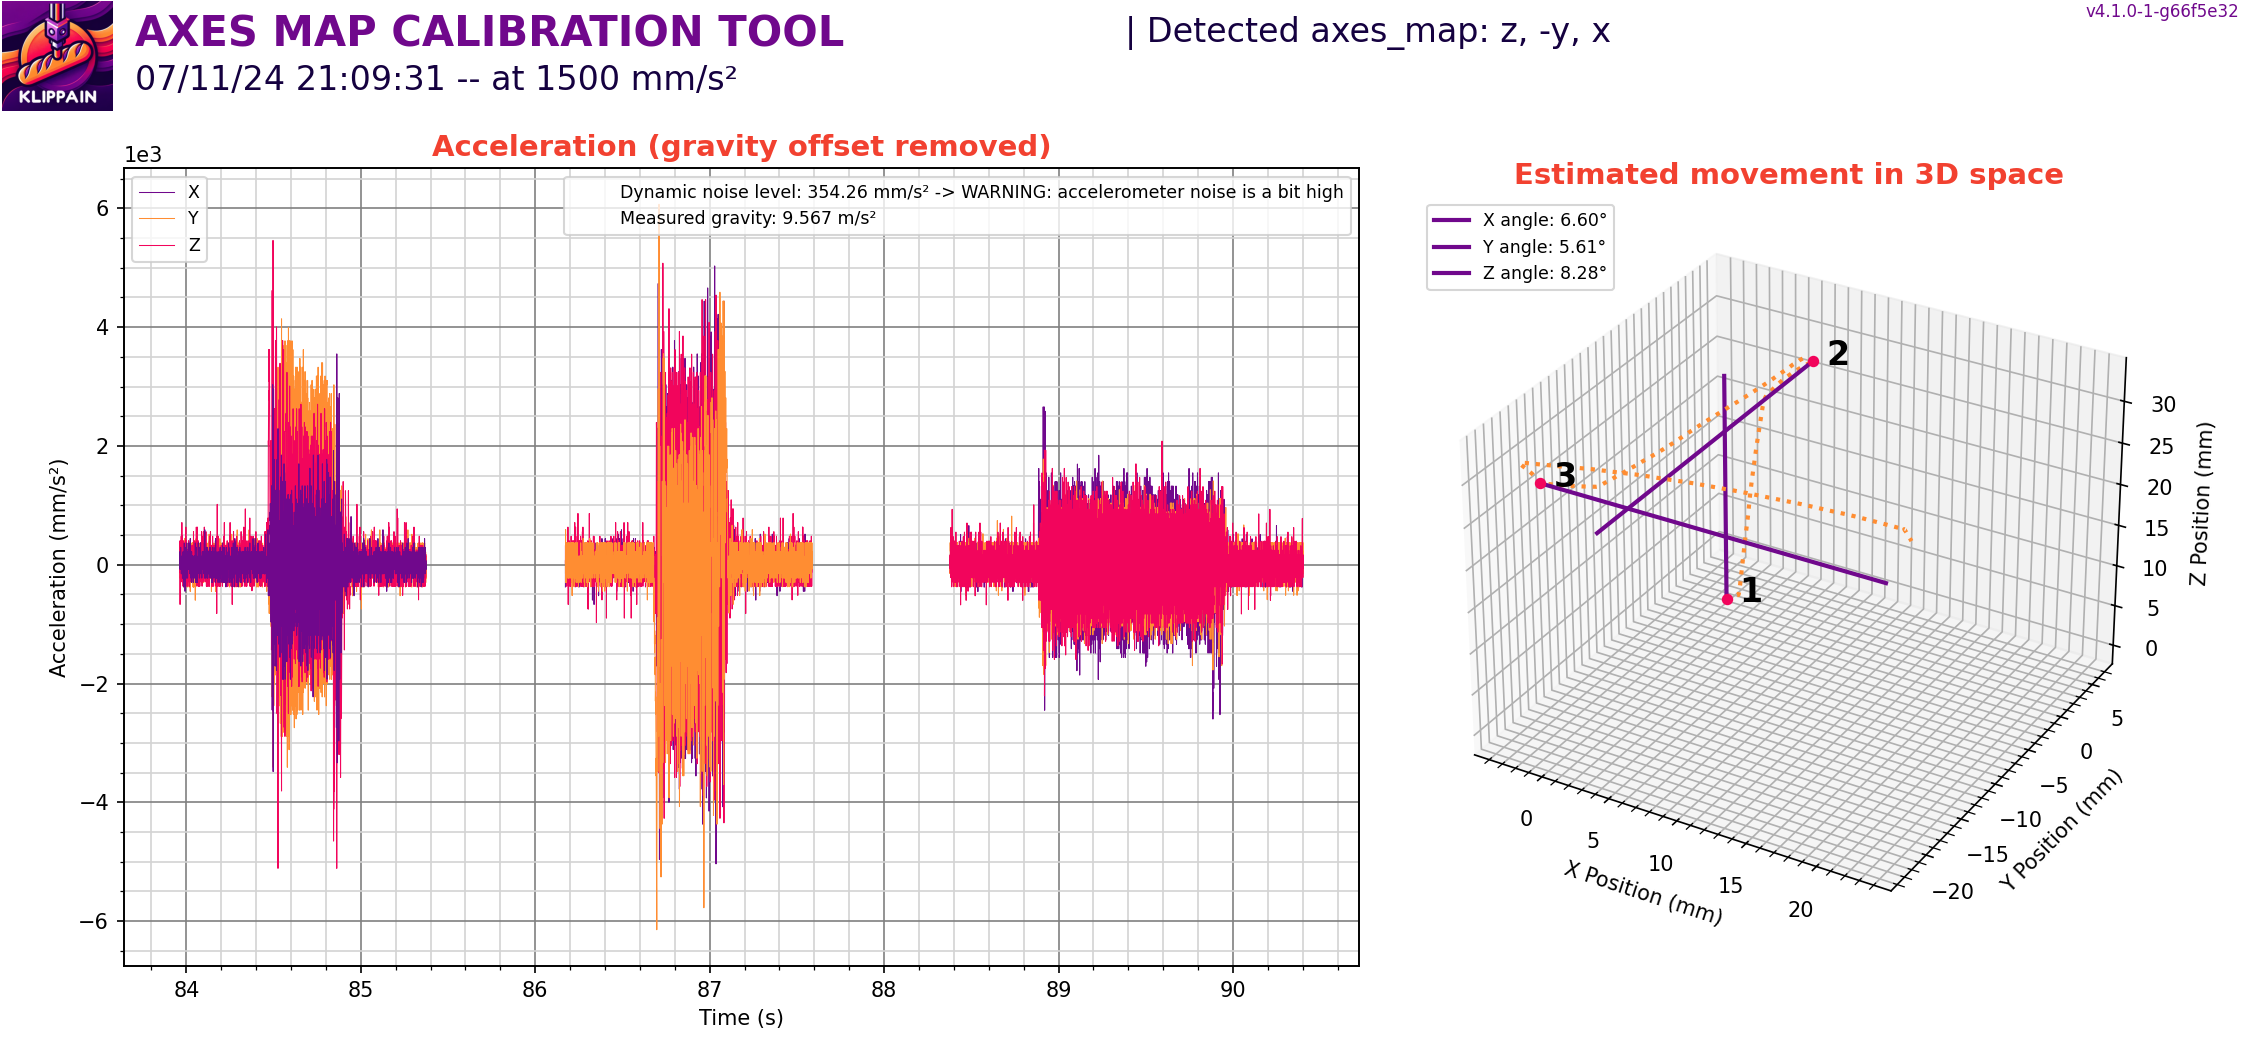 AXES MAP CALIBRATION TOOL
| Detected axes_map: z, -y, x
v4.1.0-1-g66f5e32
07/11/24 21:09:31 -- at 1500 mm/s²
KLIPPAIN
Acceleration (gravity offset removed)
1e3
X
Y
Z
Dynamic noise level: 354.26 mm/s² -> WARNING: accelerometer noise is a bit high
Measured gravity: 9.567 m/s²
6
4
2
0
−2
−4
−6
Acceleration (mm/s²)
84
85
86
87
88
89
90
Time (s)
Estimated movement in 3D space
X angle: 6.60°
Y angle: 5.61°
Z angle: 8.28°
2
3
1
30
25
20
15
10
5
0
Z Position (mm)
5
0
−5
−10
−15
−20
Y Position (mm)
0
5
10
15
20
X Position (mm)